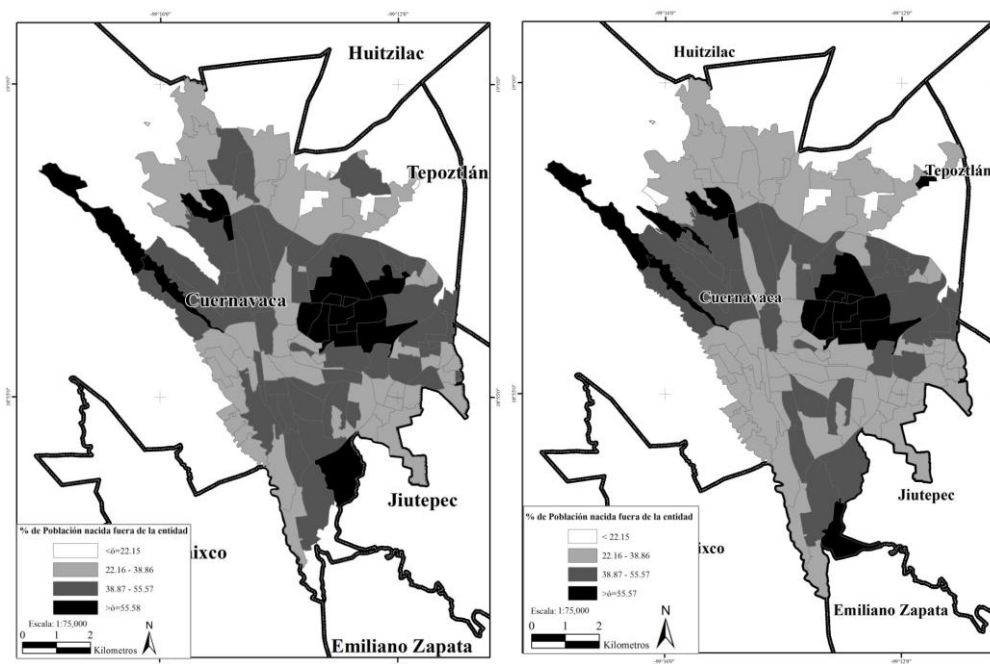 Huitzilac
Tepoztlán
Cuernavaca
Jiutepec
ixco
Emiliano Zapata
% de Población nacida fuera de la entidad
<ó=22.15
22.16 - 38.86
38.87 - 55.57
>ó=55.58
Escala: 1:75,000
0 1 2
Kilometros
N
Huitzilac
Tepoztlán
Cuernavaca
Jiutepec
ixco
Emiliano Zapata
% de Población nacida fuera de la entidad
< 22.15
22.16 - 38.86
38.87 - 55.57
>ó=55.57
Escala: 1:75,000
0 1 2
Kilometros
N